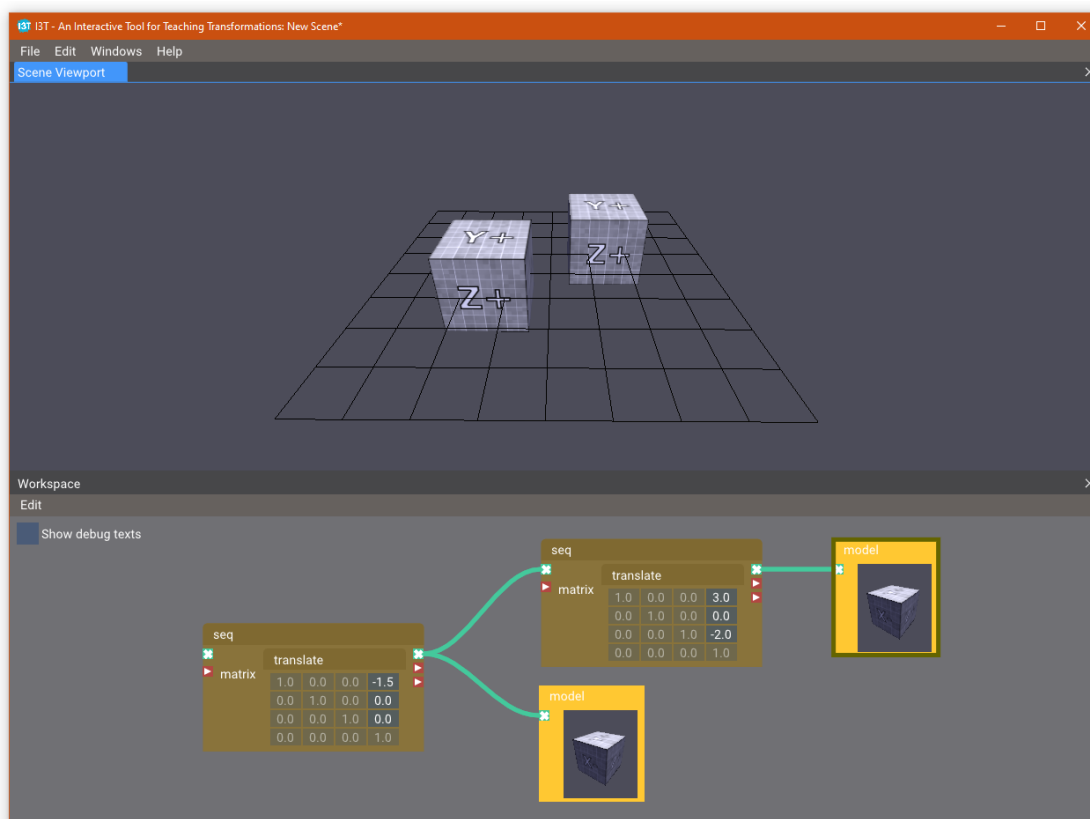 I3T - An Interactive Tool for Teaching Transformations: New Scene*
File Edit Windows Help
Scene Viewport
Y+
Z+
Y+
Z+
Workspace
Edit
Show debug texts
seq
matrix
translate
1.0 0.0 0.0 3.0
0.0 1.0 0.0 0.0
0.0 0.0 1.0 -2.0
0.0 0.0 0.0 1.0
model
seq
matrix
translate
1.0 0.0 0.0 -1.5
0.0 1.0 0.0 0.0
0.0 0.0 1.0 0.0
0.0 0.0 0.0 1.0
model